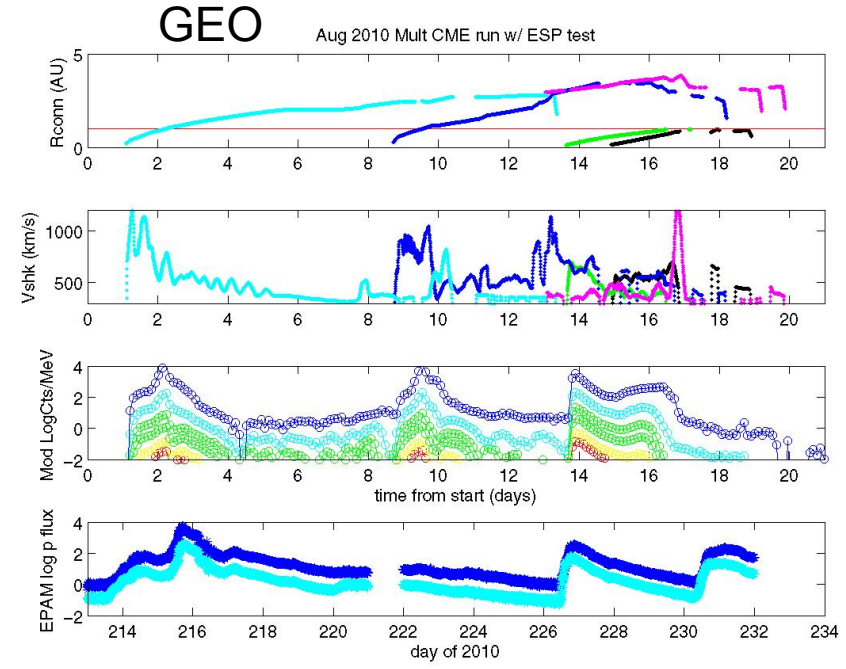 GEO
Aug 2010 Mult CME run w/ ESP test
Rconn (AU)
5
0
0 2 4 6 8 10 12 14 16 18 20
Vshk (km/s)
1000
500
0 2 4 6 8 10 12 14 16 18 20
Mod LogCts/MeV
4
2
0
−2
0 2 4 6 8 10 12 14 16 18 20
time from start (days)
EPAM log p flux
4
2
0
−2
214 216 218 220 222 224 226 228 230 232 234
day of 2010